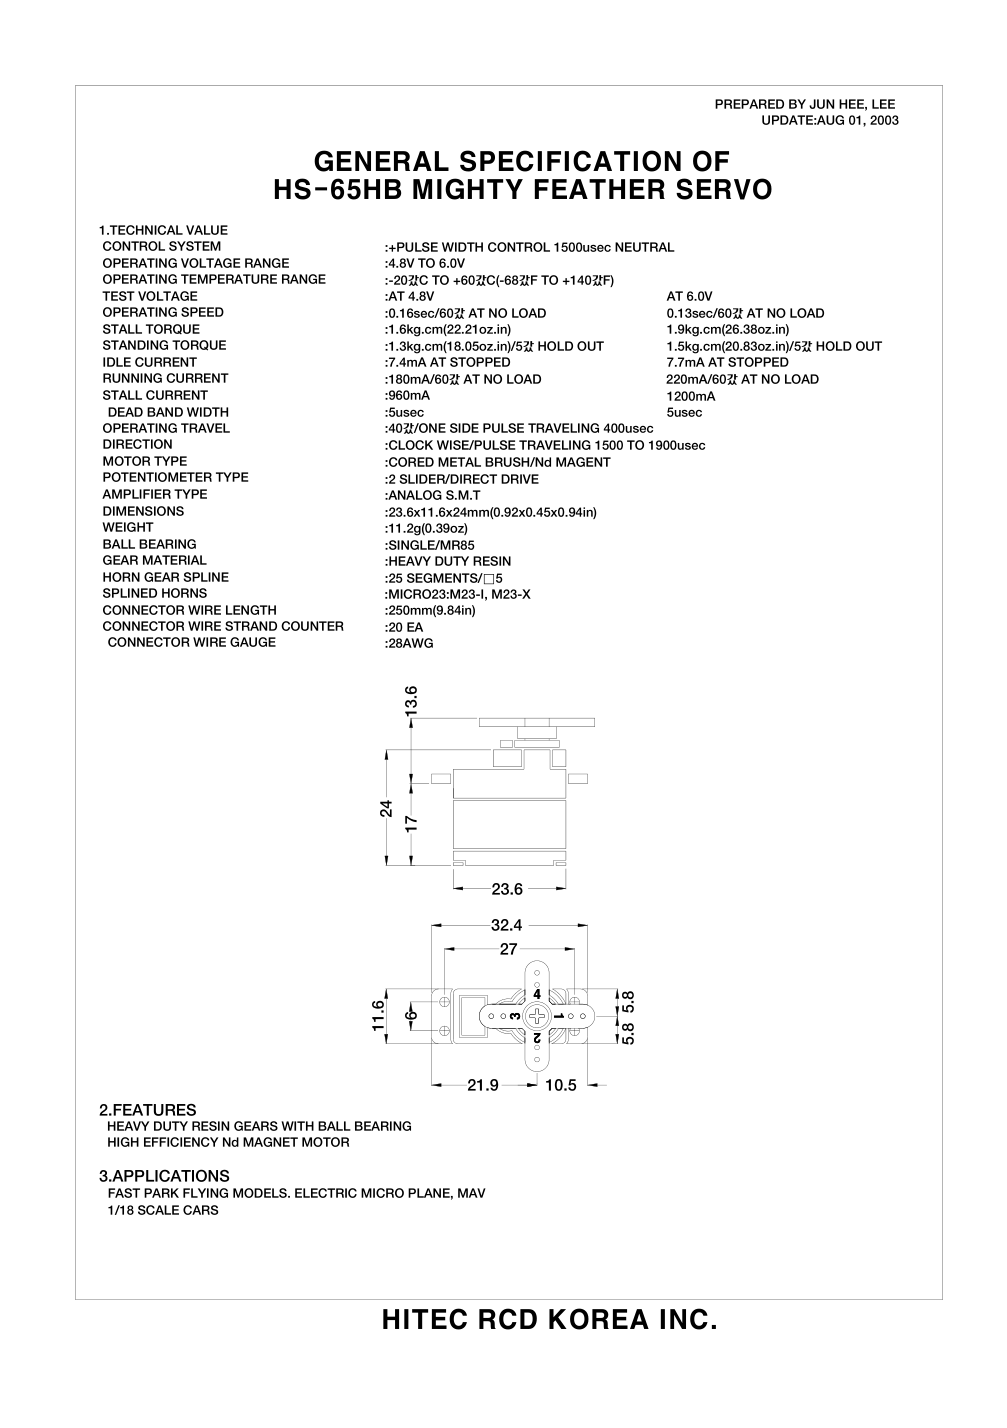 PREPARED BY JUN HEE, LEE
UPDATE:AUG 01, 2003
GENERAL SPECIFICATION OF
HS-65HB MIGHTY FEATHER SERVO
1.TECHNICAL VALUE
CONTROL SYSTEM :+PULSE WIDTH CONTROL 1500usec NEUTRAL
OPERATING VOLTAGE RANGE :4.8V TO 6.0V
OPERATING TEMPERATURE RANGE :-20갔C TO +60갔C(-68갔F TO +140갔F)
TEST VOLTAGE :AT 4.8V AT 6.0V
OPERATING SPEED :0.16sec/60갔 AT NO LOAD 0.13sec/60갔 AT NO LOAD
STALL TORQUE :1.6kg.cm(22.21oz.in) 1.9kg.cm(26.38oz.in)
STANDING TORQUE :1.3kg.cm(18.05oz.in)/5갔 HOLD OUT 1.5kg.cm(20.83oz.in)/5갔 HOLD OUT
IDLE CURRENT :7.4mA AT STOPPED 7.7mA AT STOPPED
RUNNING CURRENT :180mA/60갔 AT NO LOAD 220mA/60갔 AT NO LOAD
STALL CURRENT :960mA 1200mA
DEAD BAND WIDTH :5usec 5usec
OPERATING TRAVEL :40갔/ONE SIDE PULSE TRAVELING 400usec
DIRECTION :CLOCK WISE/PULSE TRAVELING 1500 TO 1900usec
MOTOR TYPE :CORED METAL BRUSH/Nd MAGENT
POTENTIOMETER TYPE :2 SLIDER/DIRECT DRIVE
AMPLIFIER TYPE :ANALOG S.M.T
DIMENSIONS :23.6x11.6x24mm(0.92x0.45x0.94in)
WEIGHT :11.2g(0.39oz)
BALL BEARING :SINGLE/MR85
GEAR MATERIAL :HEAVY DUTY RESIN
HORN GEAR SPLINE :25 SEGMENTS/□5
SPLINED HORNS :MICRO23:M23-I, M23-X
CONNECTOR WIRE LENGTH :250mm(9.84in)
CONNECTOR WIRE STRAND COUNTER :20 EA
CONNECTOR WIRE GAUGE :28AWG
13.6
24
17
23.6
32.4
27
11.6
6
4
3
1
2
5.8
5.8
21.9
10.5
2.FEATURES
HEAVY DUTY RESIN GEARS WITH BALL BEARING
HIGH EFFICIENCY Nd MAGNET MOTOR
3.APPLICATIONS
FAST PARK FLYING MODELS. ELECTRIC MICRO PLANE, MAV
1/18 SCALE CARS
HITEC RCD KOREA INC.